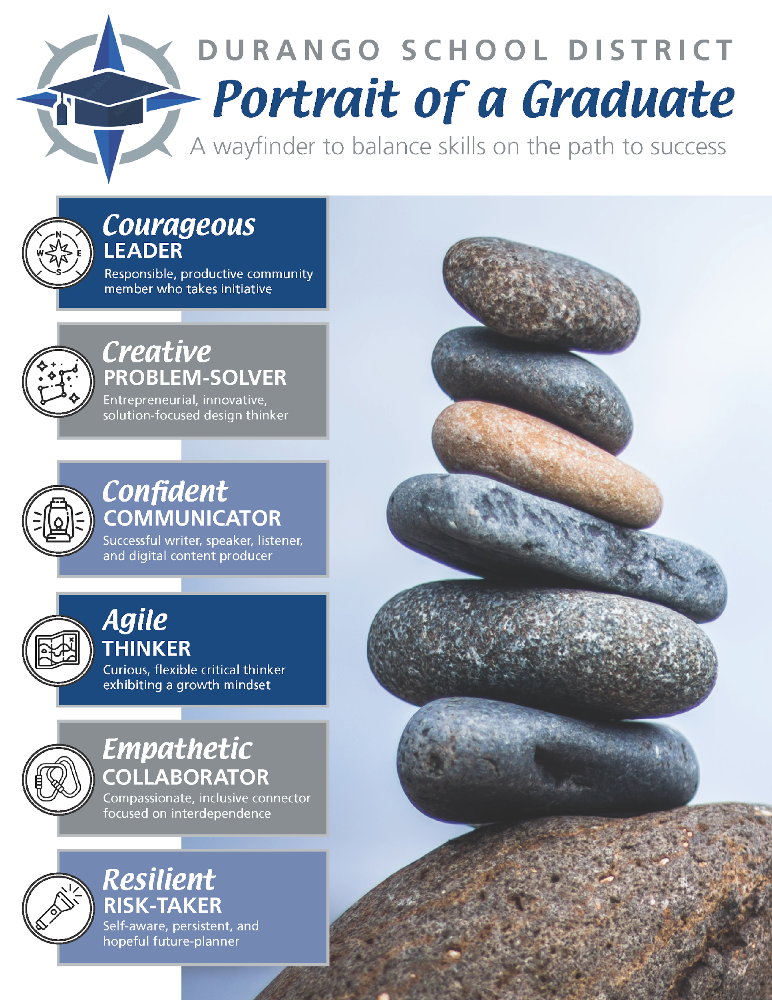 DURANGO SCHOOL DISTRICT
Portrait of a Graduate
A wayfinder to balance skills on the path to success
Courageous
LEADER
Responsible, productive community
member who takes initiative
N
W E
S
Creative
PROBLEM-SOLVER
Entrepreneurial, innovative,
solution-focused design thinker
Confident
COMMUNICATOR
Successful writer, speaker, listener,
and digital content producer
Agile
THINKER
Curious, flexible critical thinker
exhibiting a growth mindset
Empathetic
COLLABORATOR
Compassionate, inclusive connector
focused on interdependence
Resilient
RISK-TAKER
Self-aware, persistent, and
hopeful future-planner